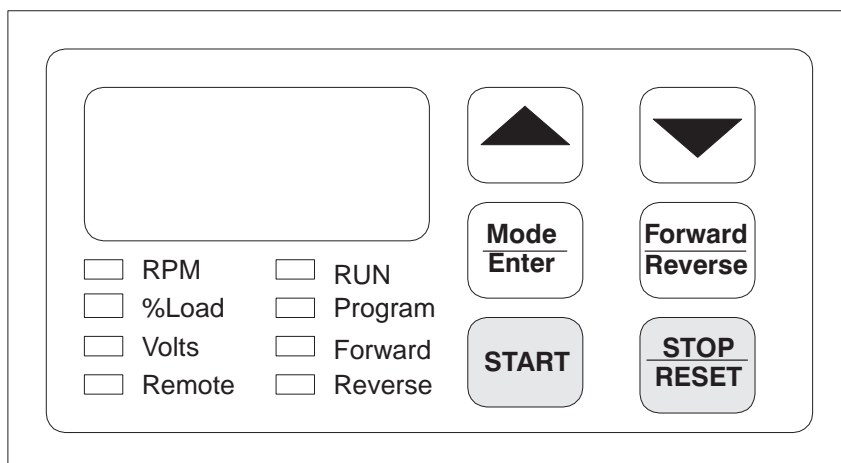 RPM
%Load
Volts
Remote
RUN
Program
Forward
Reverse
Mode
Enter
Forward
Reverse
START
STOP
RESET